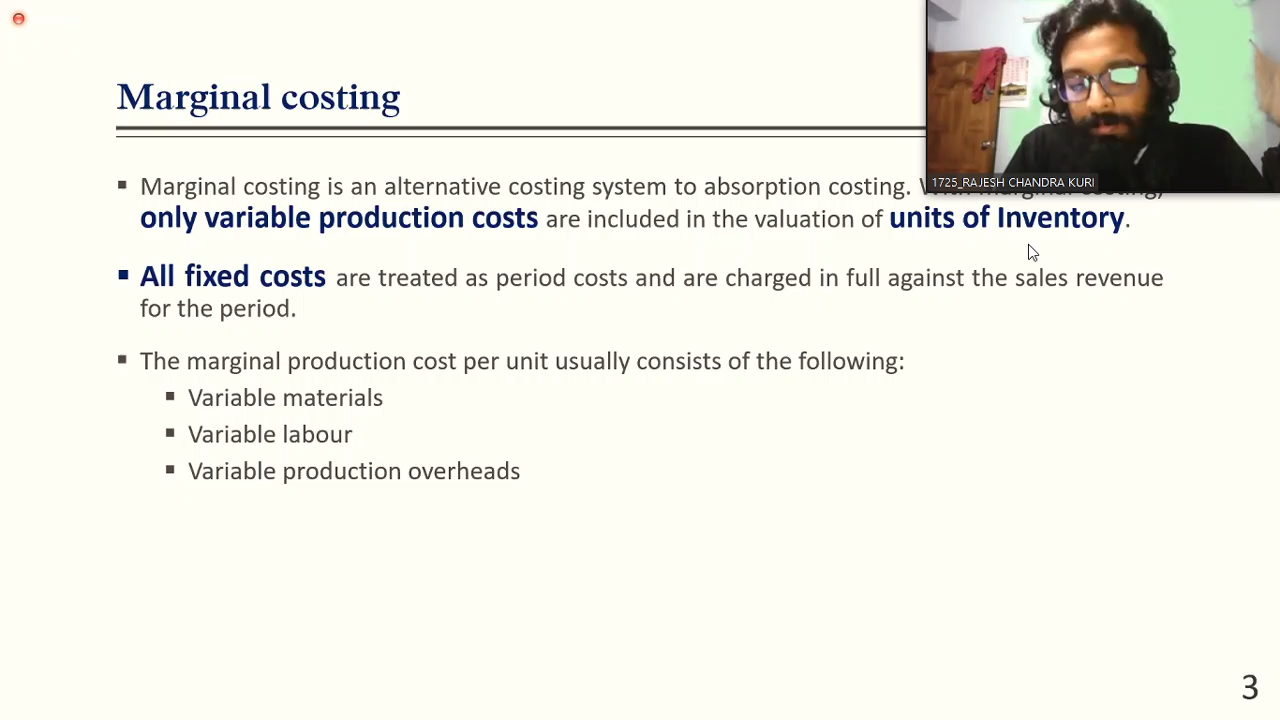 Marginal costing
1725_RAJESH CHANDRA KURI
▪ Marginal costing is an alternative costing system to absorption costing. With marginal costing,
only variable production costs are included in the valuation of units of Inventory.
▪ All fixed costs are treated as period costs and are charged in full against the sales revenue
for the period.
▪ The marginal production cost per unit usually consists of the following:
▪ Variable materials
▪ Variable labour
▪ Variable production overheads
3